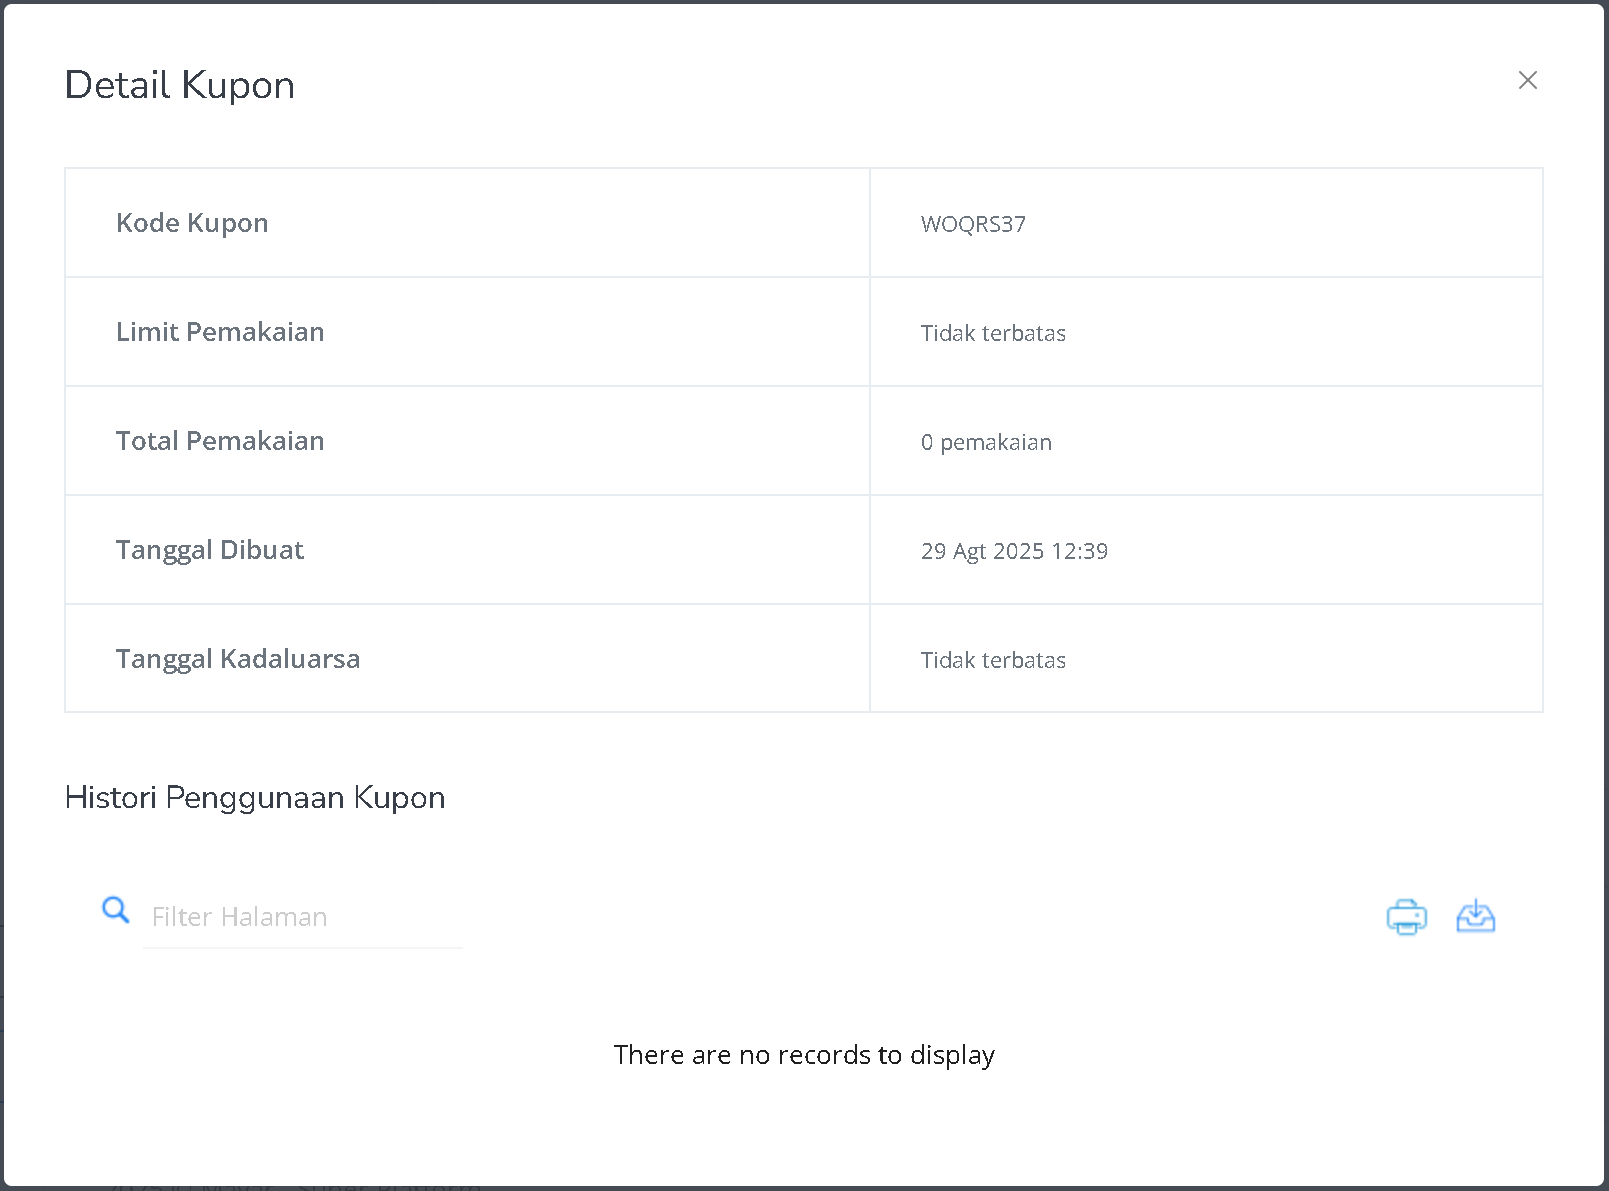 Detail Kupon
Kode Kupon
WOQRS37
Limit Pemakaian
Tidak terbatas
Total Pemakaian
0 pemakaian
Tanggal Dibuat
29 Agt 2025 12:39
Tanggal Kadaluarsa
Tidak terbatas
Histori Penggunaan Kupon
Filter Halaman
There are no records to display